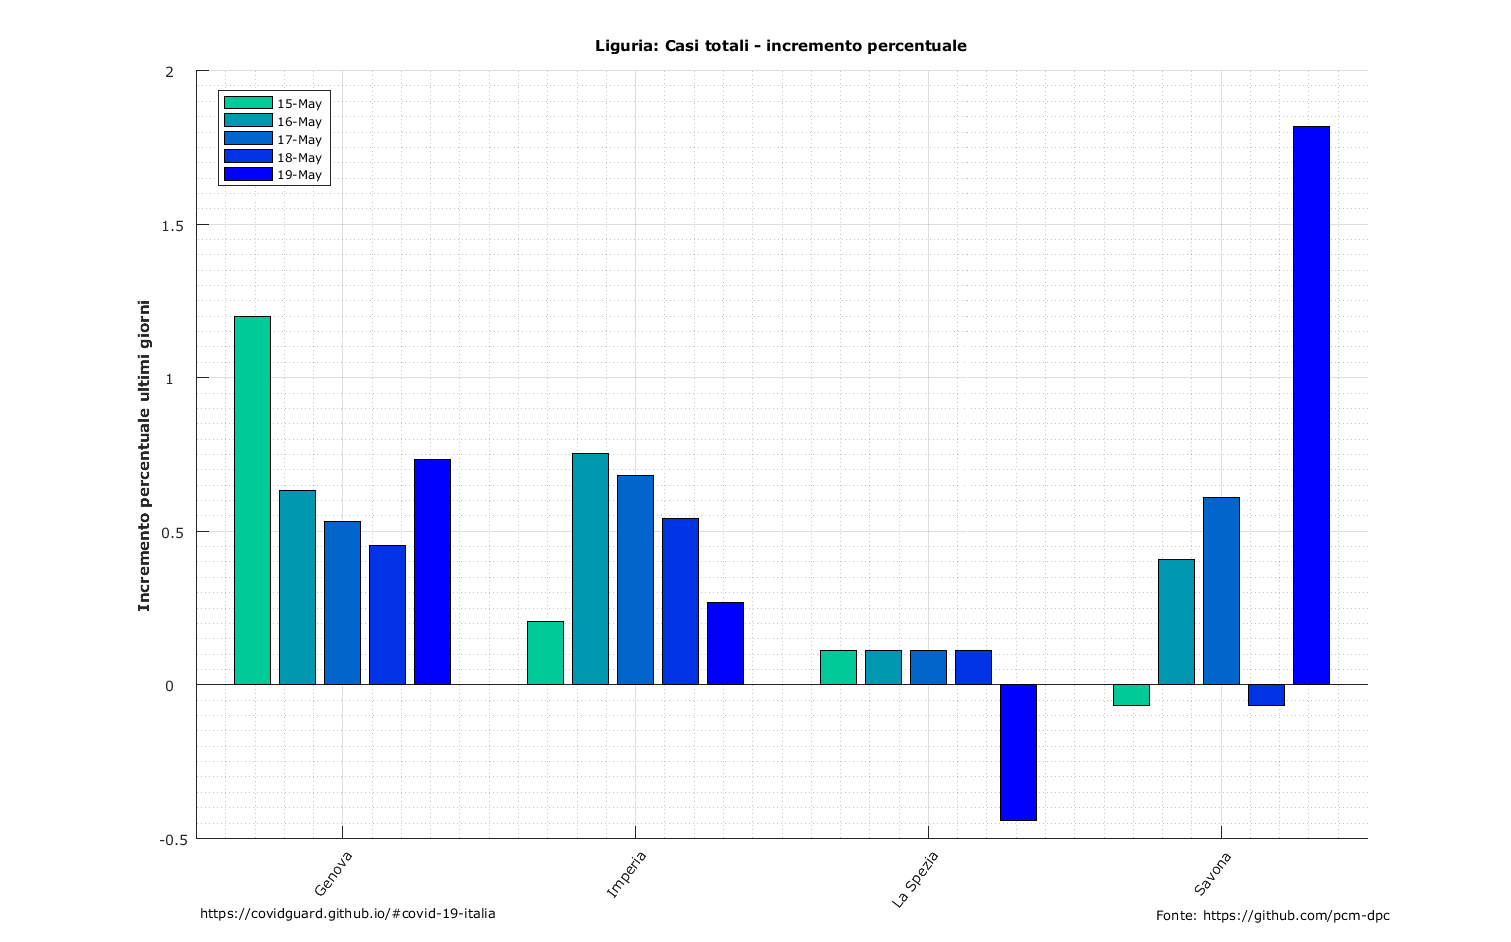 Liguria: Casi totali - incremento percentuale
2
1.5
1
0.5
0
-0.5
Incremento percentuale ultimi giorni
15-May
16-May
17-May
18-May
19-May
Genova
Imperia
La Spezia
Savona
https://covidguard.github.io/#covid-19-italia
Fonte: https://github.com/pcm-dpc